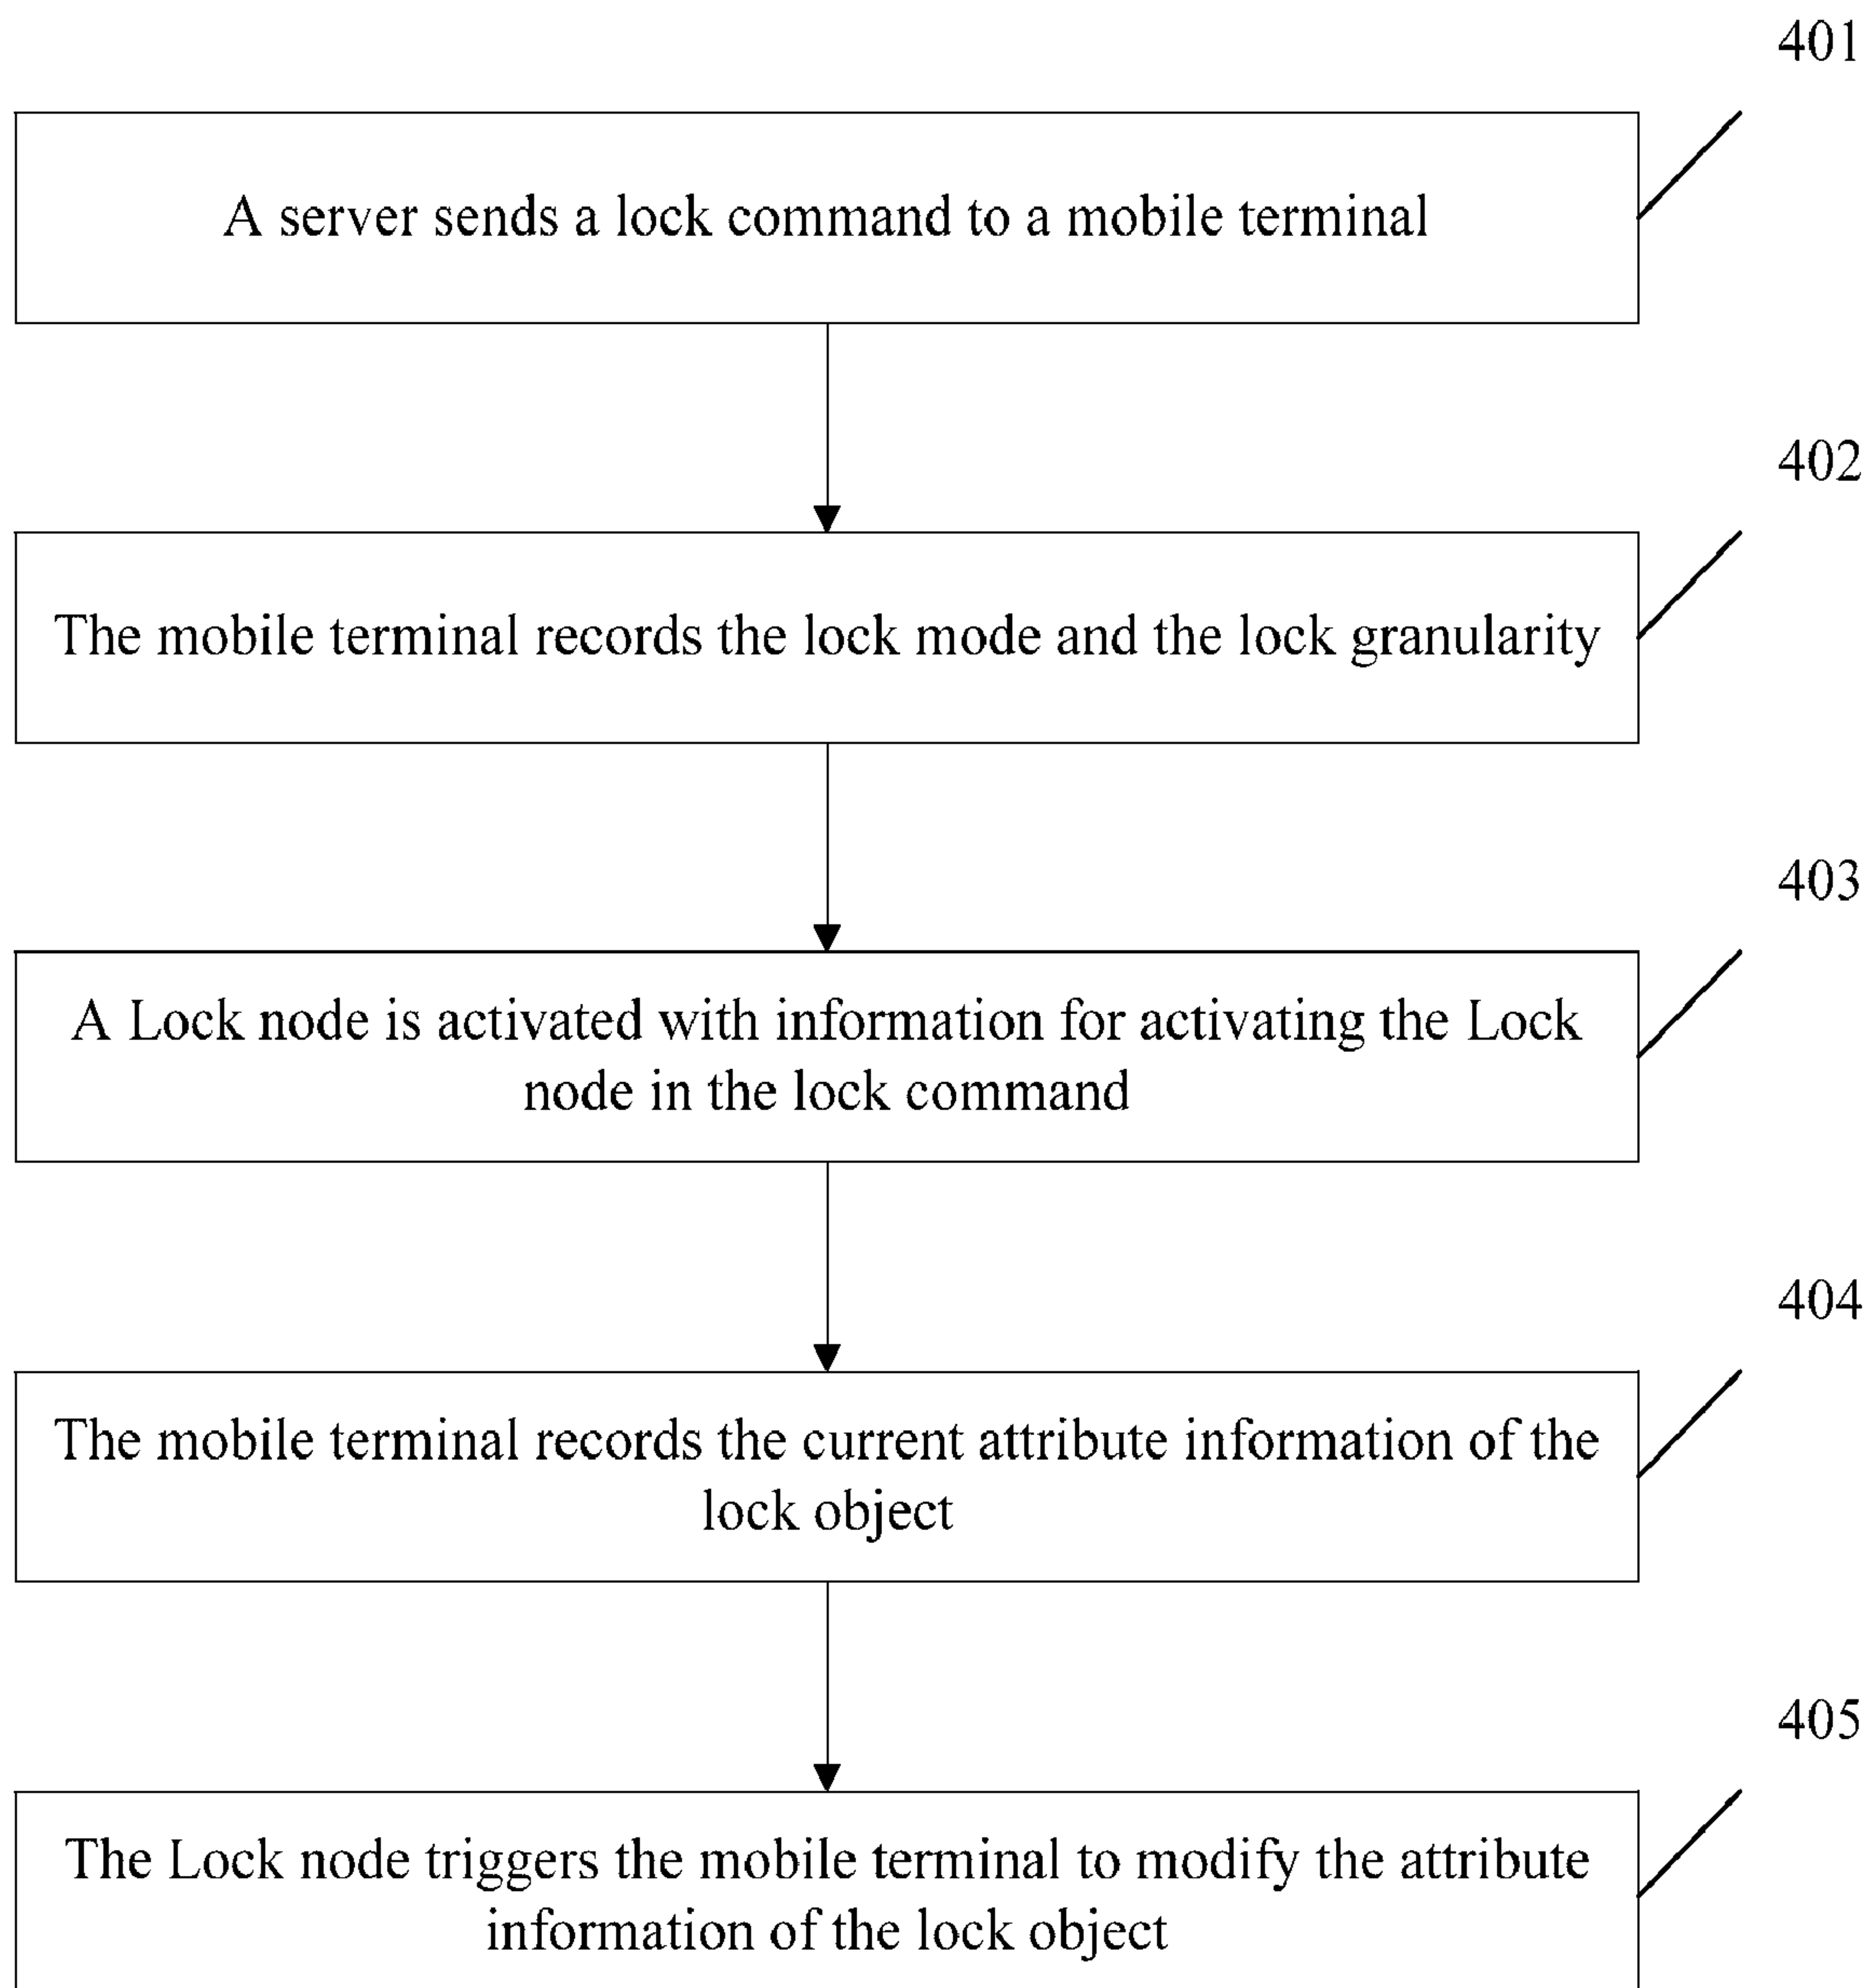 401
A server sends a lock command to a mobile terminal
402
The mobile terminal records the lock mode and the lock granularity
403
A Lock node is activated with information for activating the Lock
node in the lock command
404
The mobile terminal records the current attribute information of the
lock object
405
The Lock node triggers the mobile terminal to modify the attribute
information of the lock object